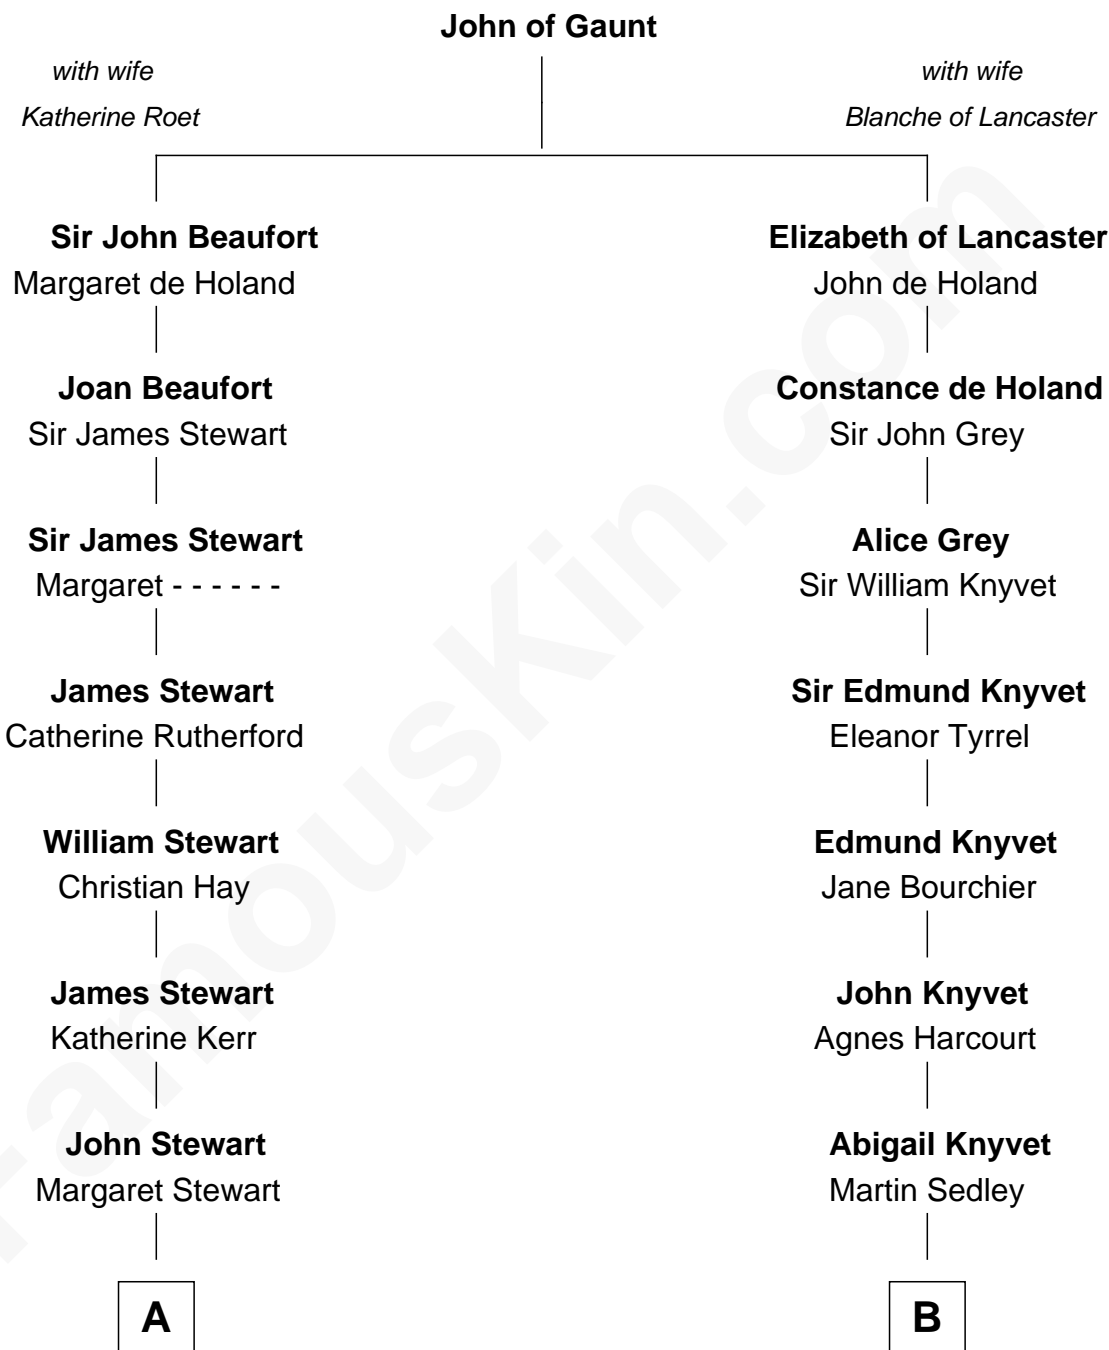 John of Gaunt
with wife
Katherine Roet
with wife
Blanche of Lancaster
Sir John Beaufort
Margaret de Holand
Elizabeth of Lancaster
John de Holand
Joan Beaufort
Sir James Stewart
Constance de Holand
Sir John Grey
Sir James Stewart
Margaret - - - - - -
Alice Grey
Sir William Knyvet
James Stewart
Catherine Rutherford
Sir Edmund Knyvet
Eleanor Tyrrel
William Stewart
Christian Hay
Edmund Knyvet
Jane Bourchier
James Stewart
Katherine Kerr
John Knyvet
Agnes Harcourt
John Stewart
Margaret Stewart
Abigail Knyvet
Martin Sedley
A
B
FamousKin.com